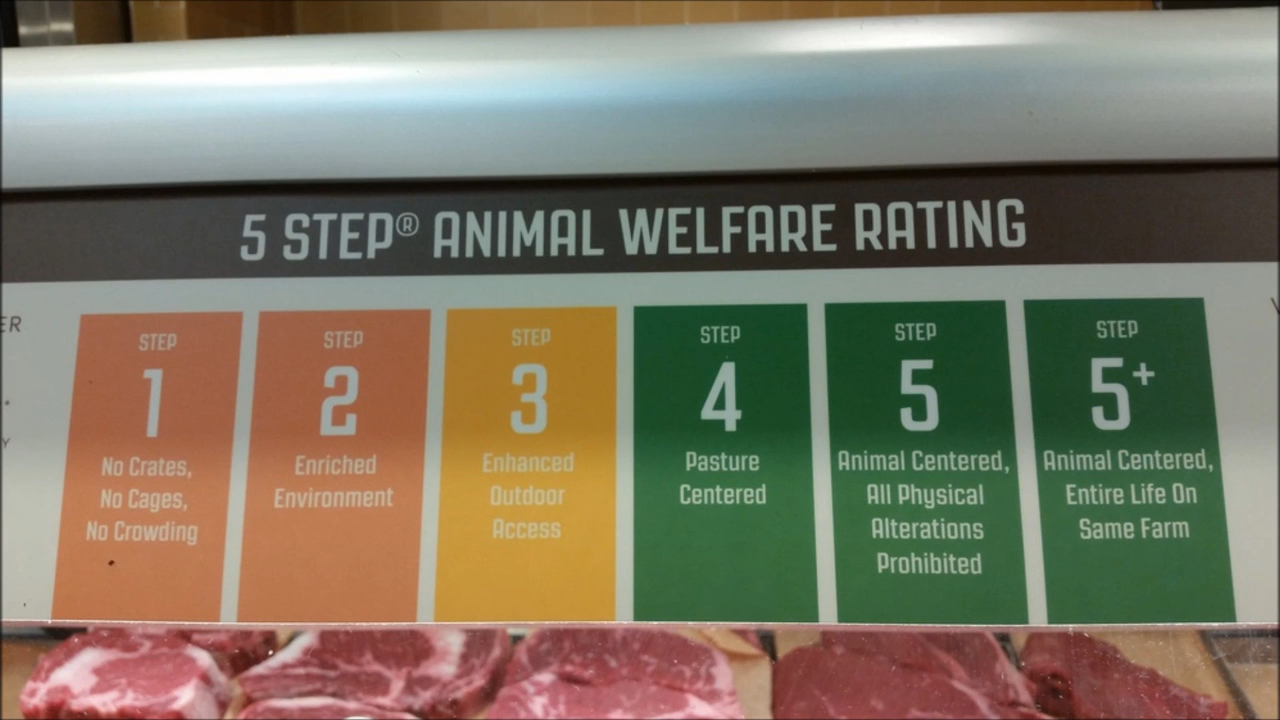 5 STEP® ANIMAL WELFARE RATING
ER
Y
STEP
1
No Crates,
No Cages,
No Crowding
STEP
2
Enriched
Environment
STEP
3
Enhanced
Outdoor
Access
STEP
4
Pasture
Centered
STEP
5
Animal Centered,
All Physical
Alterations
Prohibited
STEP
5+
Animal Centered,
Entire Life On
Same Farm